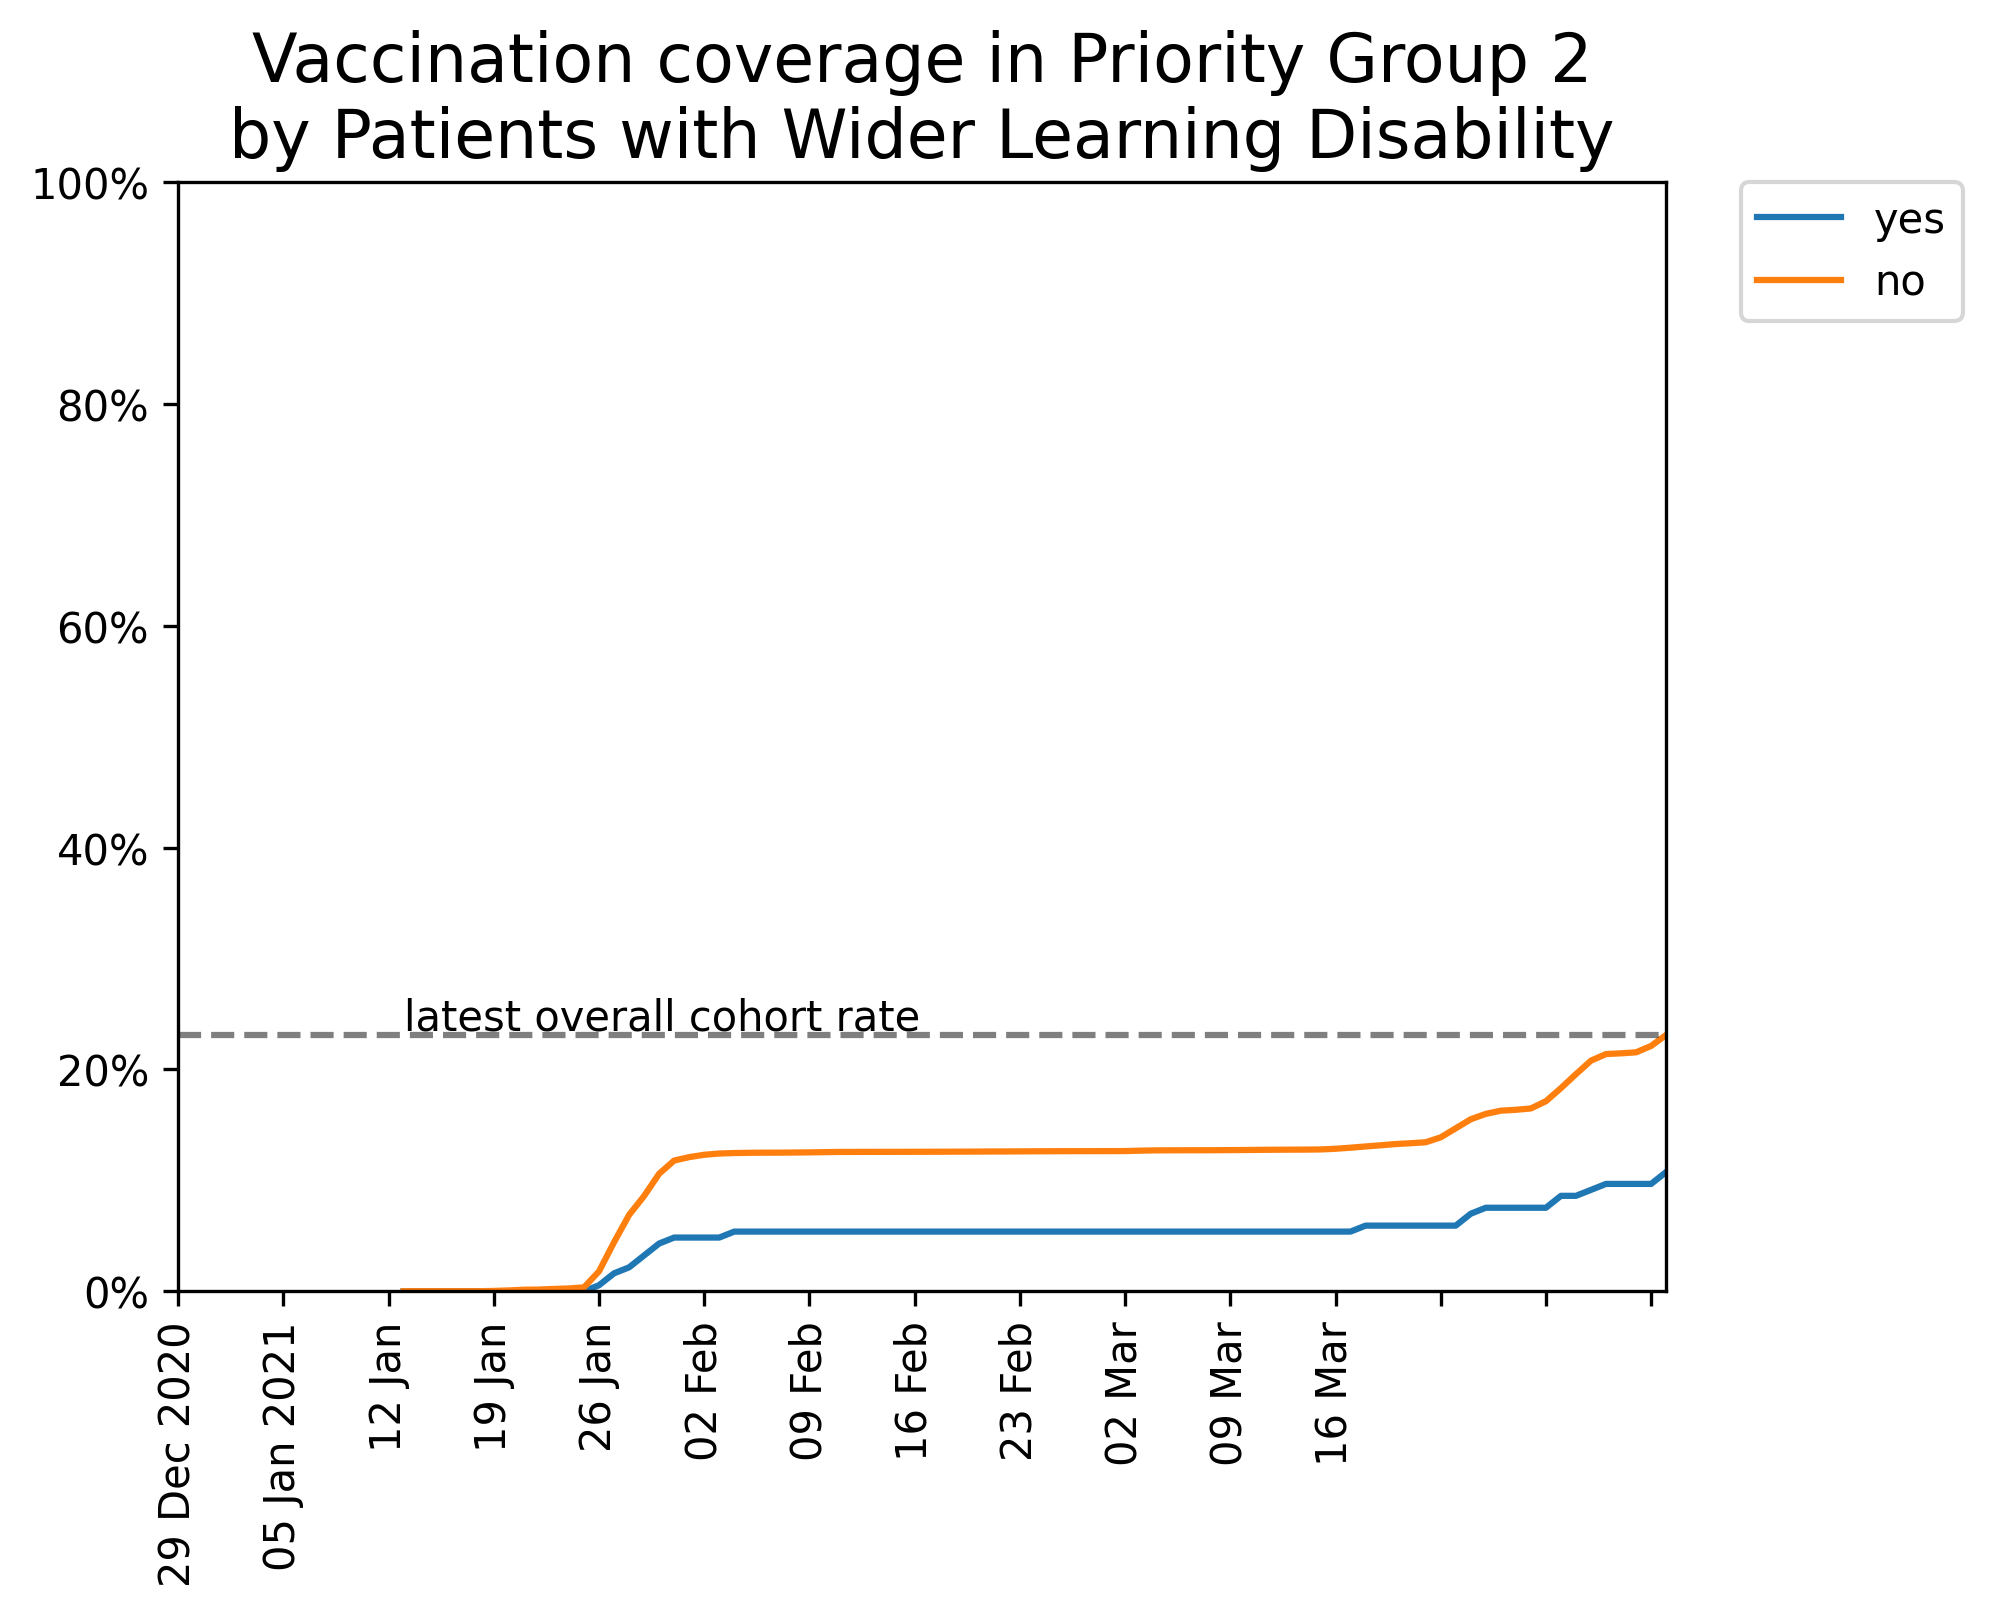 Vaccination coverage in Priority Group 2
by Patients with Wider Learning Disability
100%
80%
60%
40%
20%
0%
yes
no
latest overall cohort rate
29 Dec 2020
05 Jan 2021
12 Jan
19 Jan
26 Jan
02 Feb
09 Feb
16 Feb
23 Feb
02 Mar
09 Mar
16 Mar